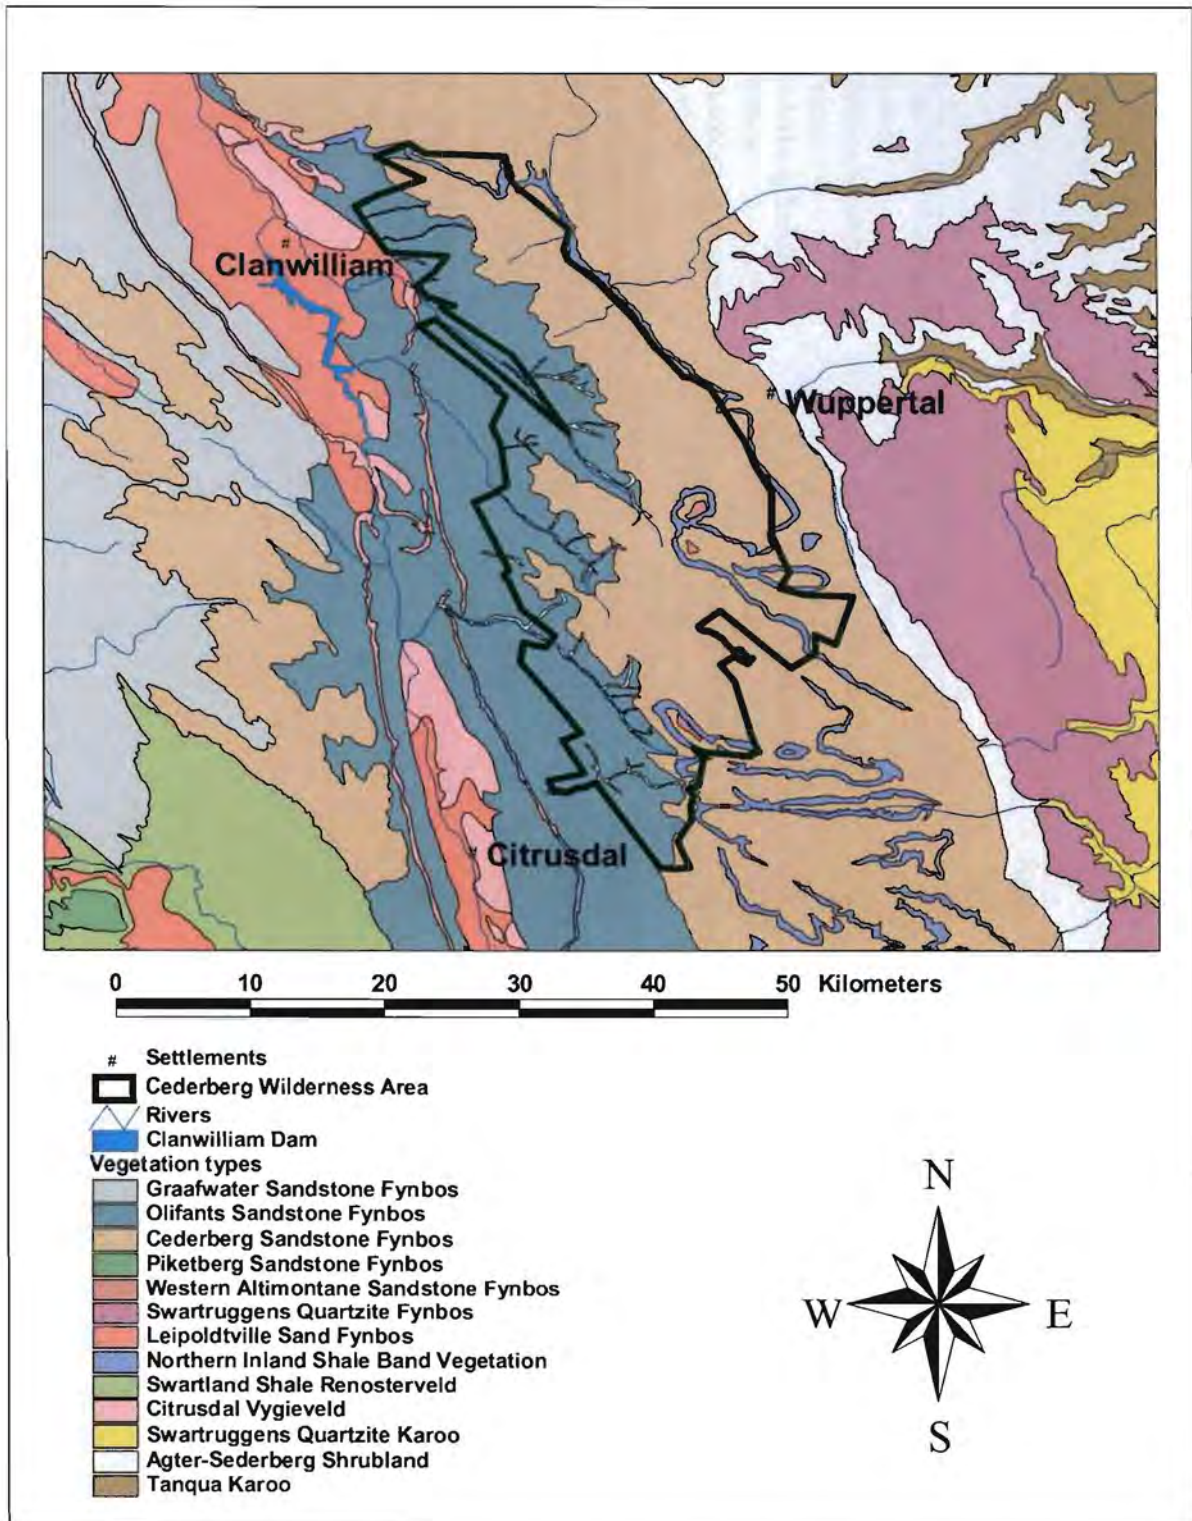 # Clanwilliam
# Wuppertal
# Citrusdal
0 10 20 30 40 50 Kilometers
# Settlements
Cederberg Wilderness Area
Rivers
Clanwilliam Dam
Vegetation types
Graafwater Sandstone Fynbos
Olifants Sandstone Fynbos
Cederberg Sandstone Fynbos
Piketberg Sandstone Fynbos
Western Altimontane Sandstone Fynbos
Swartruggens Quartzite Fynbos
Leipoldtville Sand Fynbos
Northern Inland Shale Band Vegetation
Swartland Shale Renosterveld
Citrusdal Vygieveld
Swartruggens Quartzite Karoo
Agter-Sederberg Shrubland
Tanqua Karoo
N
W E
S